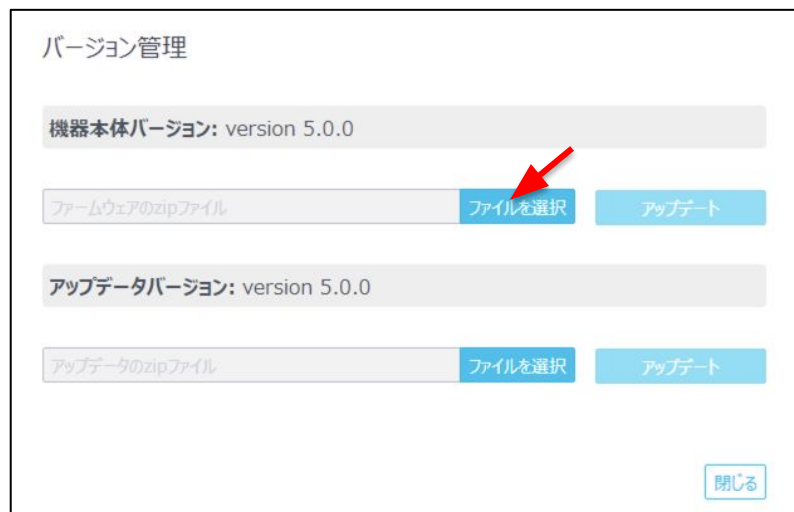 バージョン管理
機器本体バージョン: version 5.0.0
ファームウェアのzipファイル ファイルを選択 アップデート
アップデータバージョン: version 5.0.0
アップデータのzipファイル ファイルを選択 アップデート
閉じる